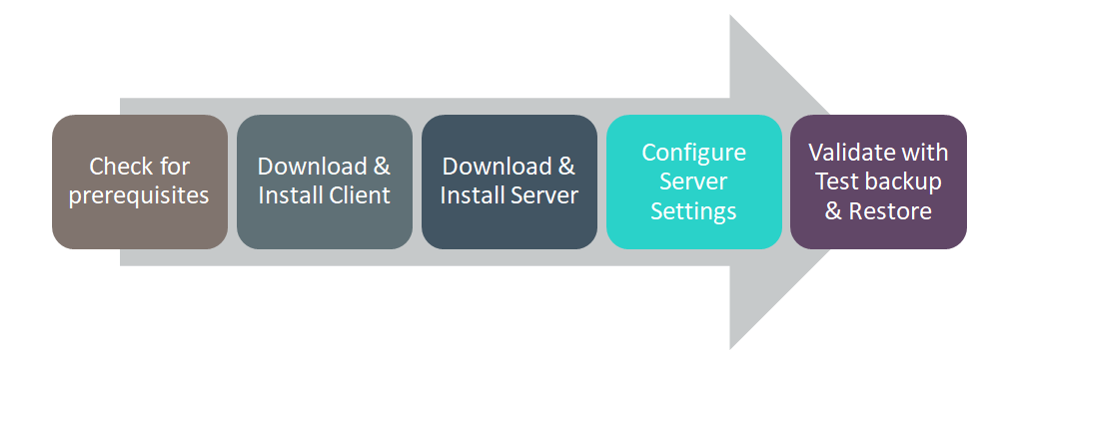 Check for
prerequisites
Download &
Install Client
Download &
Install Server
Configure
Server
Settings
Validate with
Test backup
& Restore